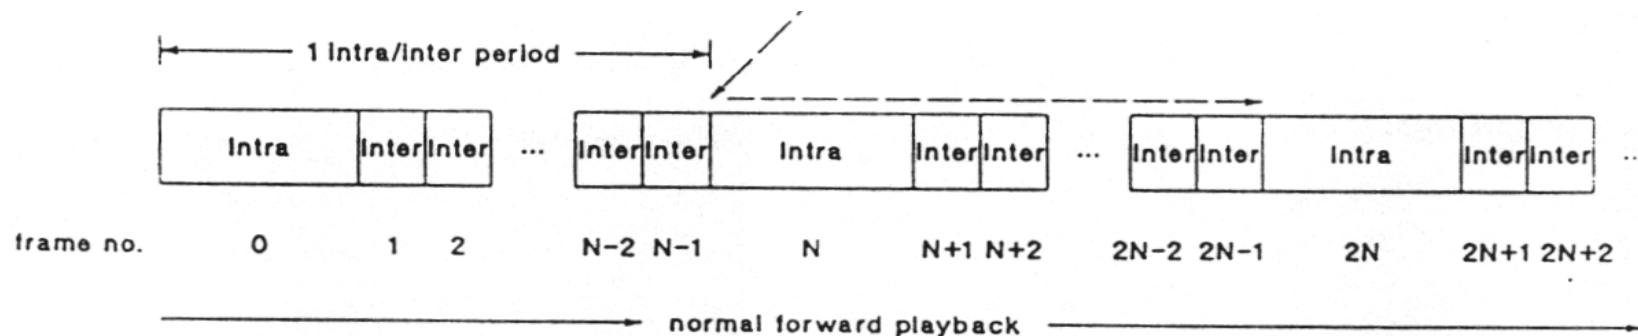 1 intra/inter period
Intra Inter Inter ... Inter Inter Intra Inter Inter ... Inter Inter Intra Inter Inter ..
frame no. 0 1 2 N-2 N-1 N N+1 N+2 2N-2 2N-1 2N 2N+1 2N+2
normal forward playback